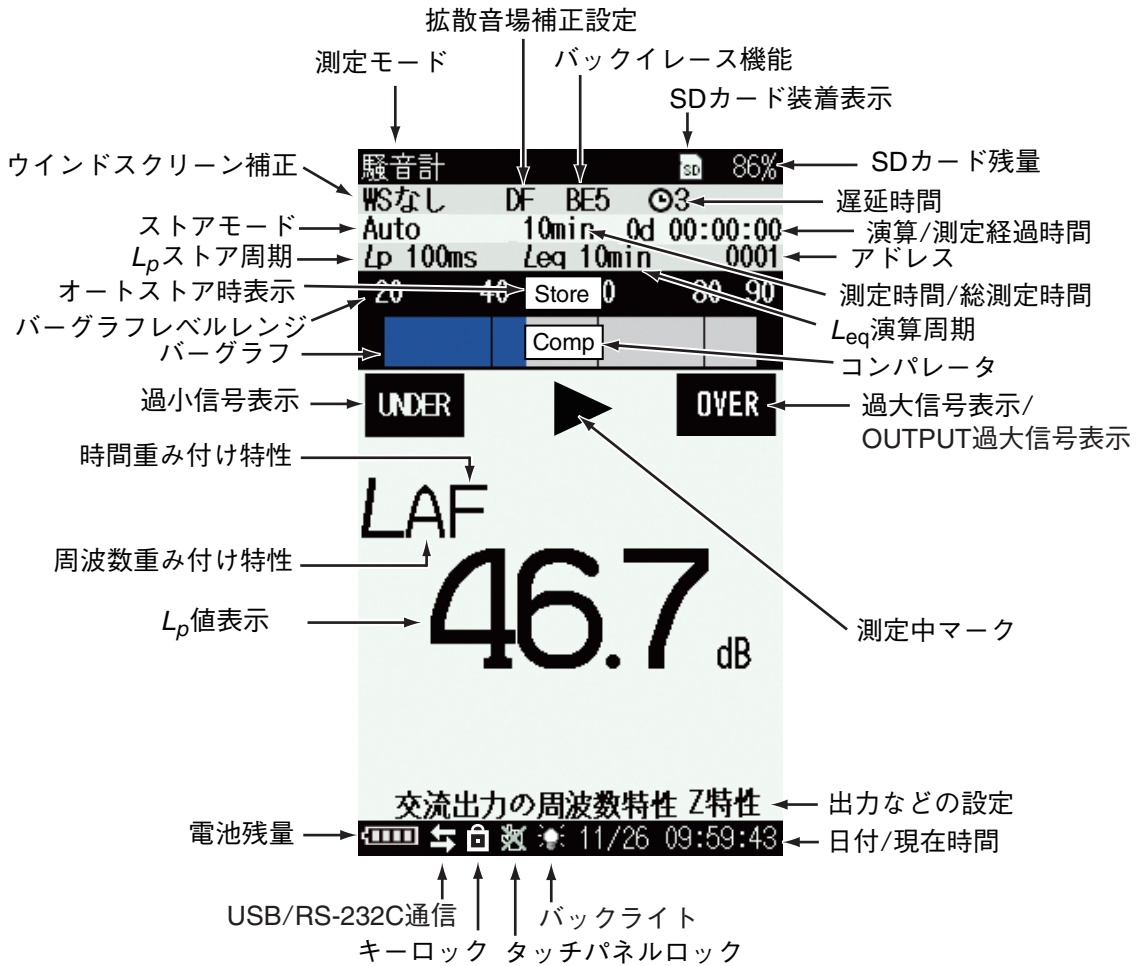 拡散音場補正設定
測定モード
バックイレース機能
SDカード装着表示
騒音計
SD
86%
SDカード残量
ウインドスクリーン補正
WSなし DF BE5 3
遅延時間
ストアモード
Auto 10min 0d 00:00:00
演算/測定経過時間
Lpストア周期
Lp 100ms Leq 10min 0001
アドレス
オートストア時表示
20 40 Store 0 80 90
測定時間/総測定時間
バーグラフレベルレンジ
Leq演算周期
バーグラフ
Comp
コンパレータ
過小信号表示
UNDER
OVER
過大信号表示/
OUTPUT過大信号表示
時間重み付け特性
LAF
周波数重み付け特性
Lp値表示
46.7 dB
測定中マーク
交流出力の周波数特性 Z特性
出力などの設定
電池残量
11/26 09:59:43
日付/現在時間
USB/RS-232C通信
バックライト
キーロック
タッチパネルロック